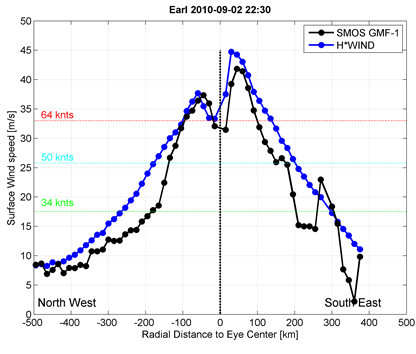 Earl 2010-09-02 22:30
SMOS GMF-1
H*WIND
Surface Wind speed [m/s]
50
45
40
35
30
25
20
15
10
5
0
64 knts
50 knts
34 knts
North West
South East
-500 -400 -300 -200 -100 0 100 200 300 400 500
Radial Distance to Eye Center [km]